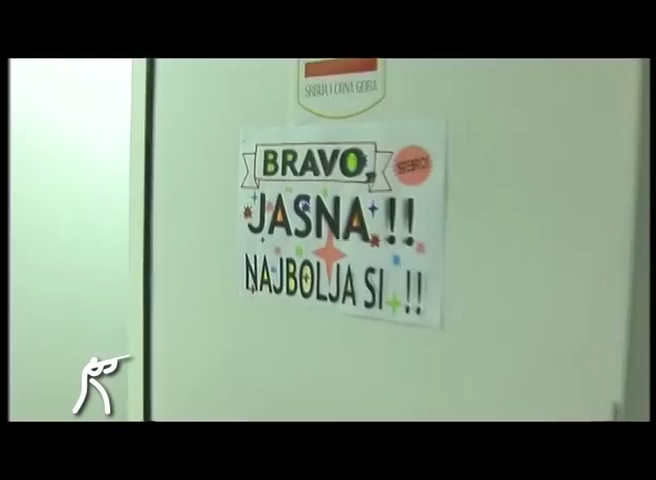 SRBIJA I CRNA GORA
BRAVO,
SREBRO
JASNA !!
NAJBOLJA SI !!